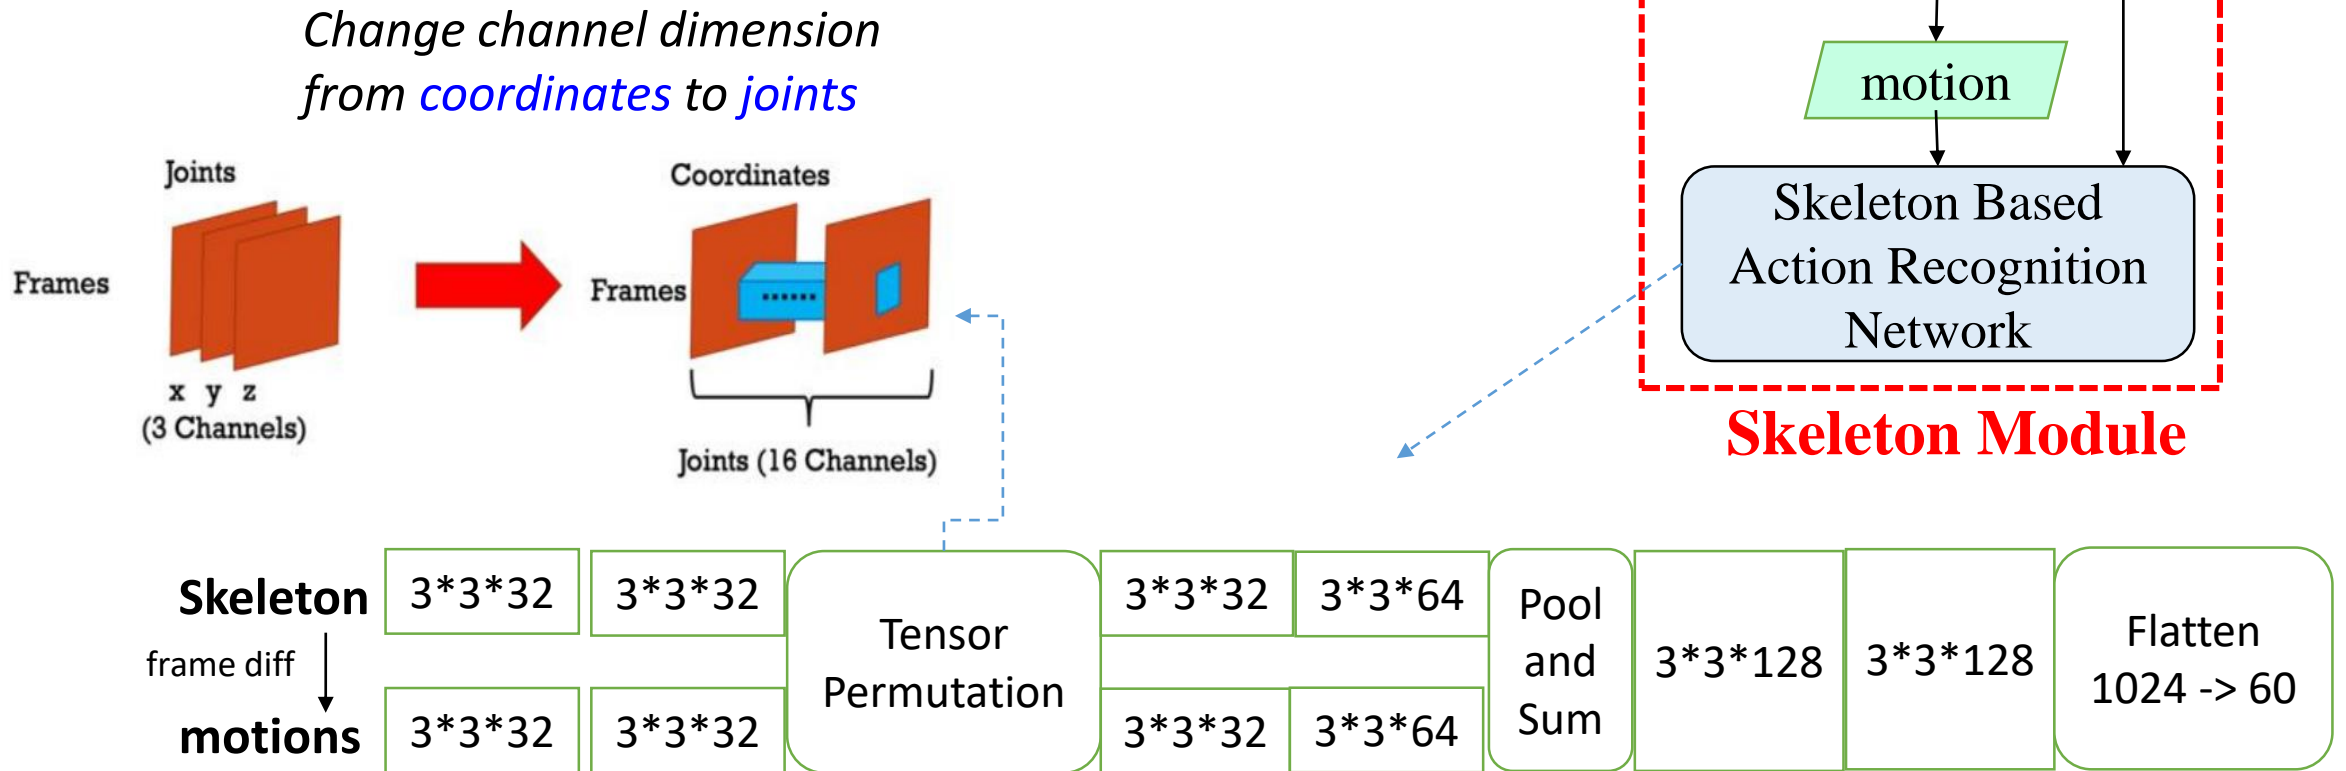 Change channel dimension
from coordinates to joints
motion
Skeleton Based
Action Recognition
Network
Skeleton Module
Joints
Frames
x y z
(3 Channels)
Coordinates
Frames
Joints (16 Channels)
Skeleton
frame diff
motions
3*3*32
3*3*32
3*3*32
3*3*32
Tensor
Permutation
3*3*32
3*3*64
3*3*32
3*3*64
Pool
and
Sum
3*3*128
3*3*128
Flatten
1024 -> 60